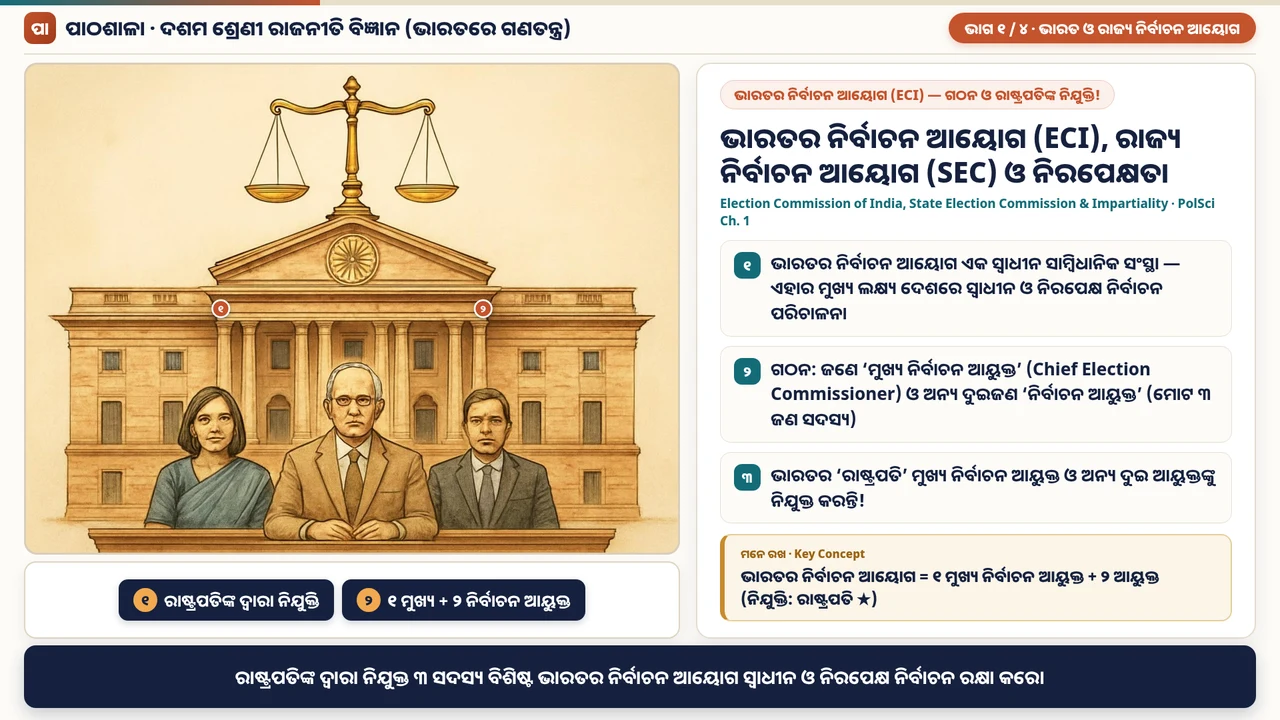 ପା
ପାଠଶାଳା · ଦଶମ ଶ୍ରେଣୀ ରାଜନୀତି ବିଜ୍ଞାନ (ଭାରତରେ ଗଣତନ୍ତ୍ର)
ଭାଗ ୧ / ୪ · ଭାରତ ଓ ରାଜ୍ୟ ନିର୍ବାଚନ ଆୟୋଗ
୧
୨
୧ ରାଷ୍ଟ୍ରପତିଙ୍କ ଦ୍ୱାରା ନିଯୁକ୍ତି
୨ ୧ ମୁଖ୍ୟ + ୨ ନିର୍ବାଚନ ଆୟୁକ୍ତ
ଭାରତର ନିର୍ବାଚନ ଆୟୋଗ (ECI) — ଗଠନ ଓ ରାଷ୍ଟ୍ରପତିଙ୍କ ନିଯୁକ୍ତି!
ଭାରତର ନିର୍ବାଚନ ଆୟୋଗ (ECI), ରାଜ୍ୟ
ନିର୍ବାଚନ ଆୟୋଗ (SEC) ଓ ନିରପେକ୍ଷତା
Election Commission of India, State Election Commission & Impartiality · PolSci
Ch. 1
୧ ଭାରତର ନିର୍ବାଚନ ଆୟୋଗ ଏକ ସ୍ୱାଧୀନ ସାମ୍ବିଧାନିକ ସଂସ୍ଥା —
ଏହାର ମୁଖ୍ୟ ଲକ୍ଷ୍ୟ ଦେଶରେ ସ୍ୱାଧୀନ ଓ ନିରପେକ୍ଷ ନିର୍ବାଚନ
ପରିଚାଳନା
୨ ଗଠନ: ଜଣେ ‘ମୁଖ୍ୟ ନିର୍ବାଚନ ଆୟୁକ୍ତ’ (Chief Election
Commissioner) ଓ ଅନ୍ୟ ଦୁଇଜଣ ‘ନିର୍ବାଚନ ଆୟୁକ୍ତ’ (ମୋଟ ୩
ଜଣ ସଦସ୍ୟ)
୩ ଭାରତର ‘ରାଷ୍ଟ୍ରପତି’ ମୁଖ୍ୟ ନିର୍ବାଚନ ଆୟୁକ୍ତ ଓ ଅନ୍ୟ ଦୁଇ ଆୟୁକ୍ତଙ୍କୁ
ନିଯୁକ୍ତ କରନ୍ତି!
ମନେ ରଖ · Key Concept
ଭାରତର ନିର୍ବାଚନ ଆୟୋଗ = ୧ ମୁଖ୍ୟ ନିର୍ବାଚନ ଆୟୁକ୍ତ + ୨ ଆୟୁକ୍ତ
(ନିଯୁକ୍ତି: ରାଷ୍ଟ୍ରପତି ★)
ରାଷ୍ଟ୍ରପତିଙ୍କ ଦ୍ୱାରା ନିଯୁକ୍ତ ୩ ସଦସ୍ୟ ବିଶିଷ୍ଟ ଭାରତର ନିର୍ବାଚନ ଆୟୋଗ ସ୍ୱାଧୀନ ଓ ନିରପେକ୍ଷ ନିର୍ବାଚନ ରକ୍ଷା କରେ।